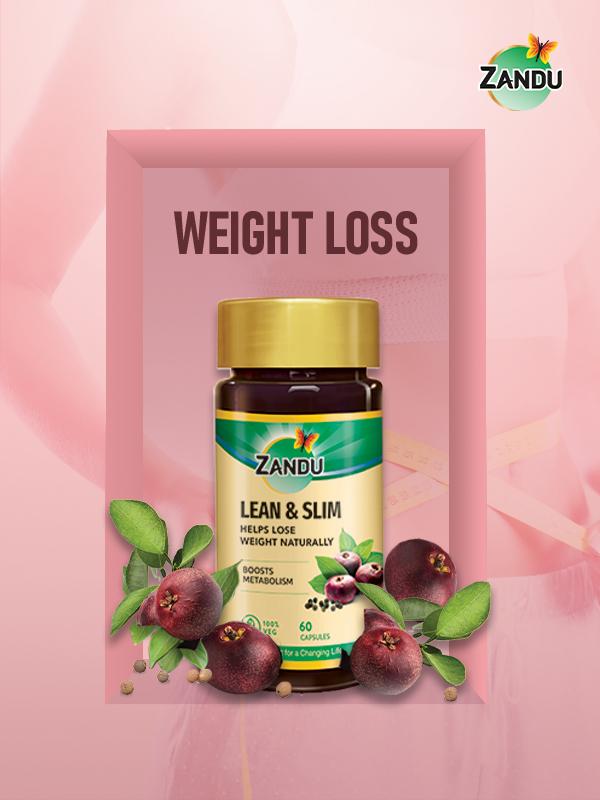 ZANDU
WEIGHT LOSS
ZANDU
LEAN & SLIM
HELPS LOSE
WEIGHT NATURALLY
BOOSTS
METABOLISM
100%
VEG
60
CAPSULES
for a Changing Life